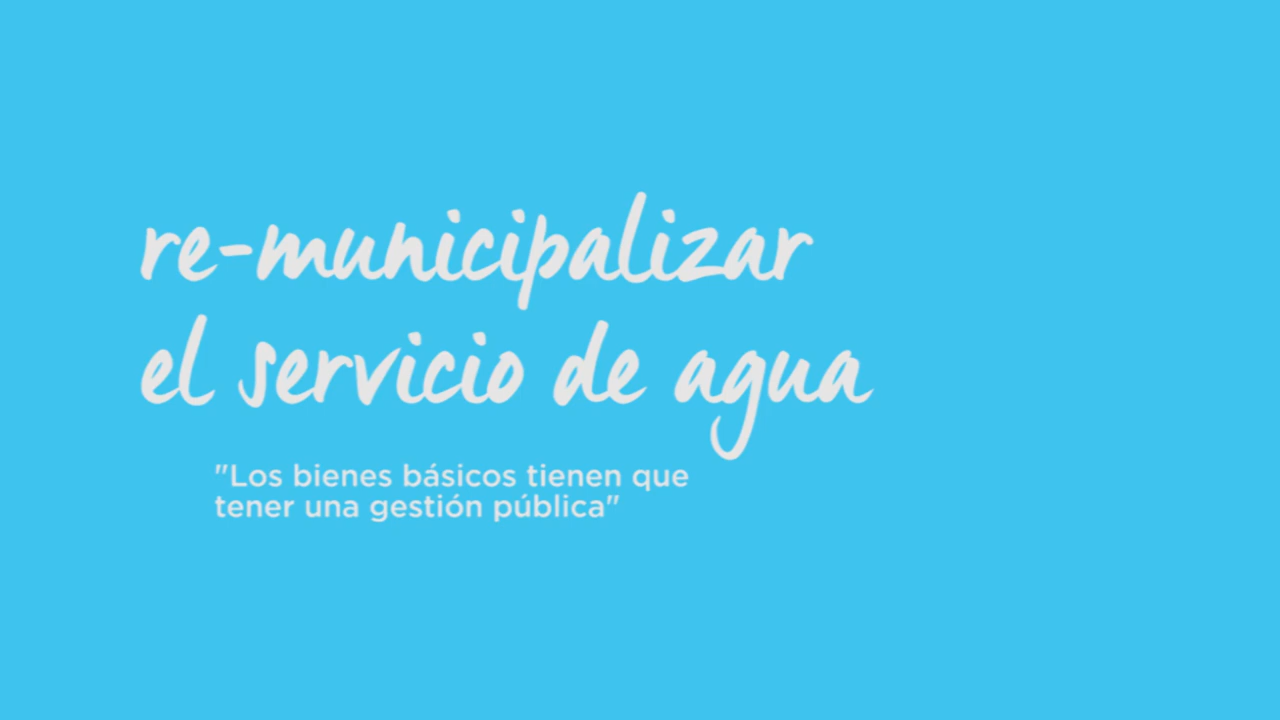 re-municipalizar
el servicio de agua
"Los bienes básicos tienen que
tener una gestión pública"